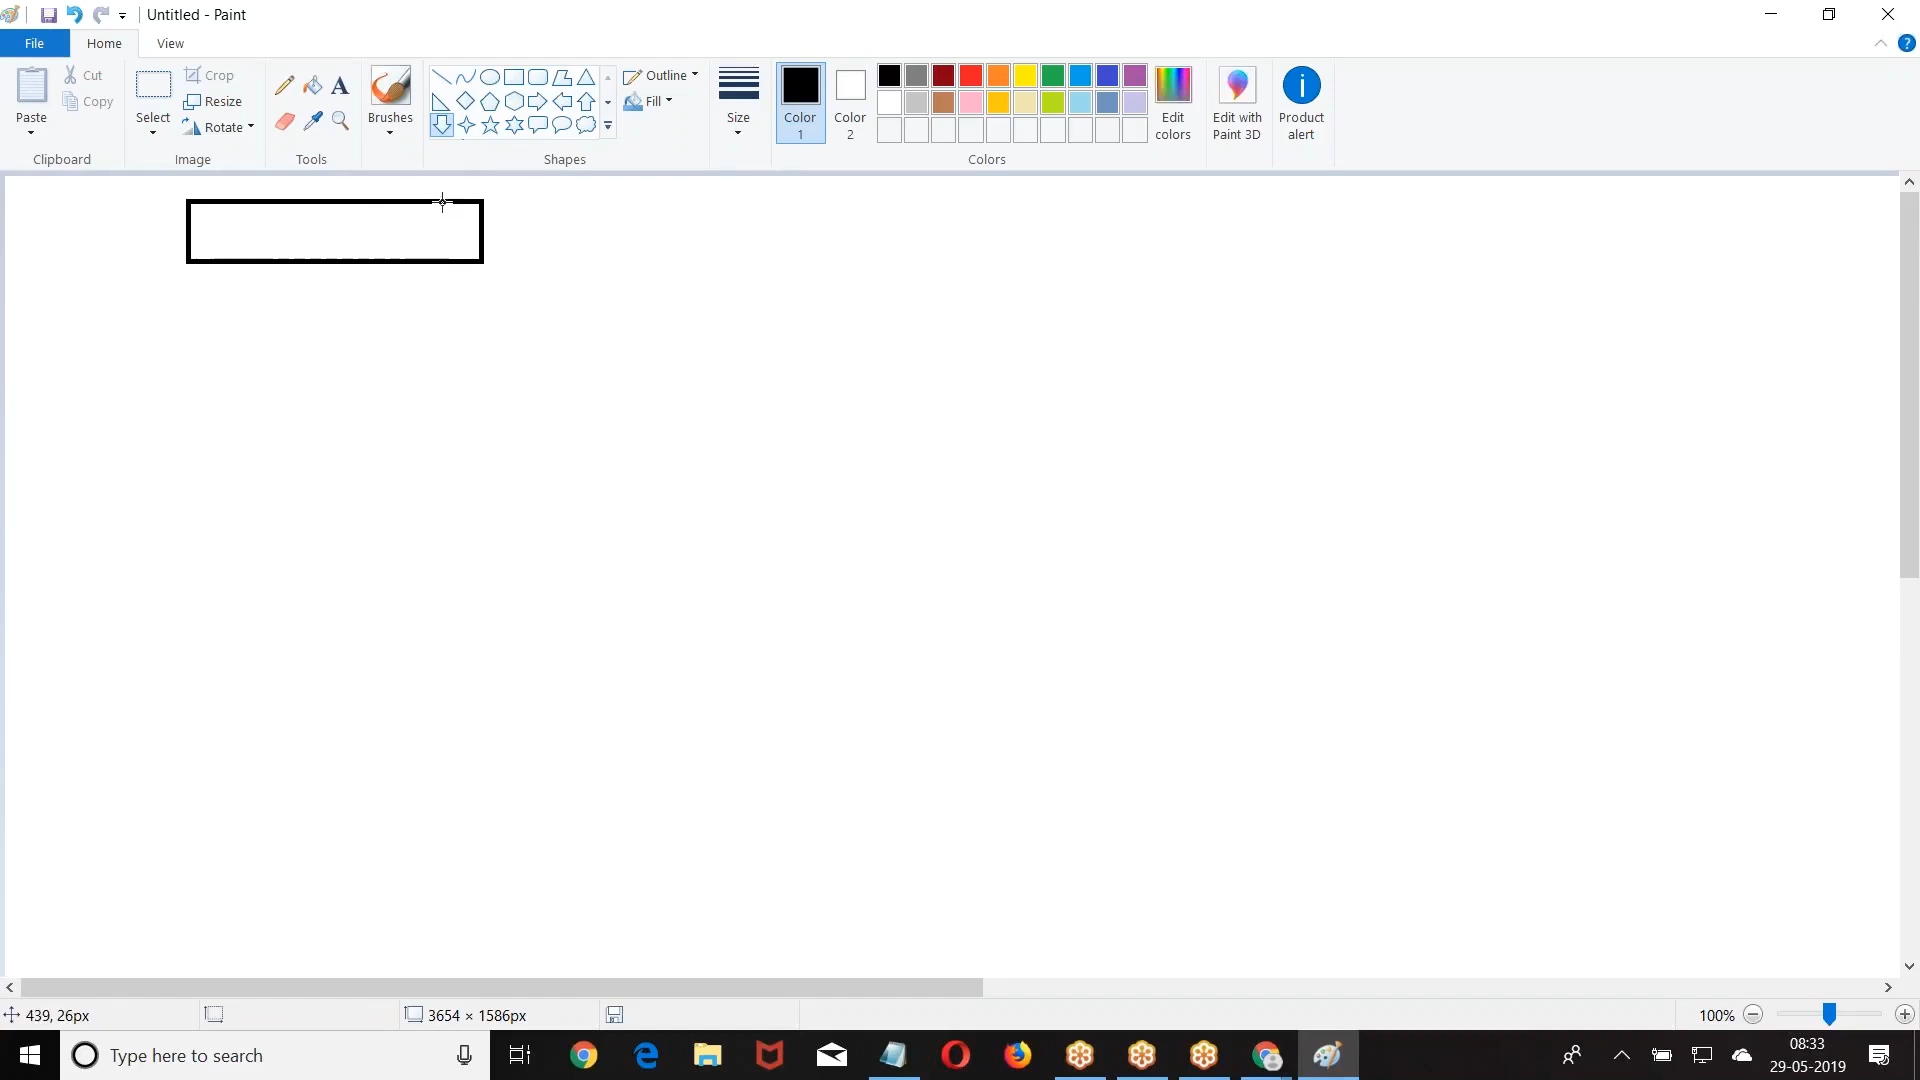 Untitled - Paint
File
Home
View
Paste
Cut
Copy
Clipboard
Select
Crop
Resize
Rotate
Image
A
Tools
Brushes
Outline
Fill
Shapes
Size
Color
1
Color
2
Colors
Edit
colors
Edit with
Paint 3D
Product
alert
439, 26px
3654 × 1586px
100%
Type here to search
08:33
29-05-2019